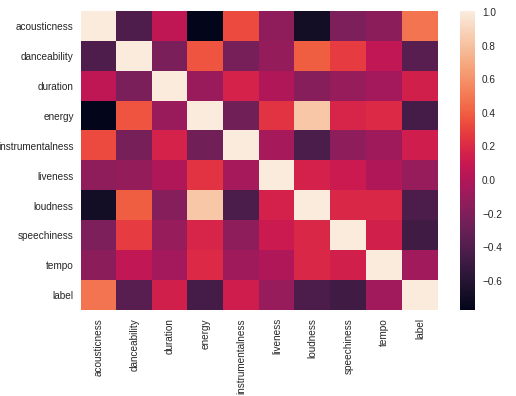 acousticness
danceability
duration
energy
instrumentalness
liveness
loudness
speechiness
tempo
label
acousticness
danceability
duration
energy
instrumentalness
liveness
loudness
speechiness
tempo
label
1.0
0.8
0.6
0.4
0.2
0.0
−0.2
−0.4
−0.6